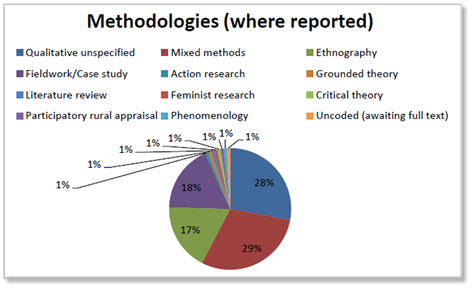 Methodologies (where reported)
Qualitative unspecified Mixed methods Ethnography
Fieldwork/Case study Action research Grounded theory
Literature review Feminist research Critical theory
Participatory rural appraisal Phenomenology Uncoded (awaiting full text)
1% 1% 1% 1%
1%
1%
1%
18% 28%
17%
29%